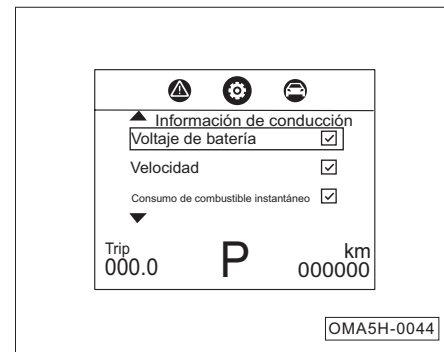 Información de conducción
Voltaje de batería
Velocidad
Consumo de combustible instantáneo
Trip
000.0
P
km
000000
OMA5H-0044